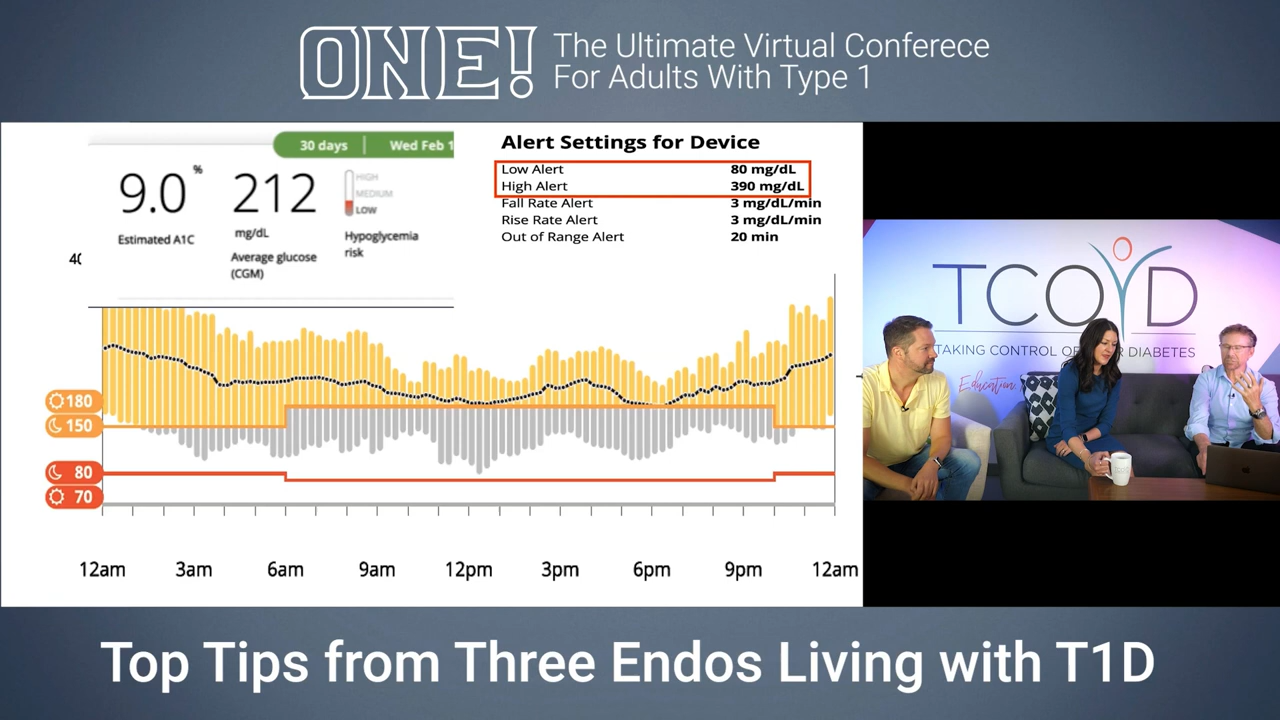 ONE!
The Ultimate Virtual Conferece
For Adults With Type 1
30 days | Wed Feb 1
9.0 %
Estimated A1C
212
mg/dL
Average glucose
(CGM)
HIGH
MEDIUM
LOW
Hypoglycemia
risk
Alert Settings for Device
Low Alert 80 mg/dL
High Alert 390 mg/dL
Fall Rate Alert 3 mg/dL/min
Rise Rate Alert 3 mg/dL/min
Out of Range Alert 20 min
40
180
150
80
70
12am 3am 6am 9am 12pm 3pm 6pm 9pm 12am
TCOYD
TAKING CONTROL OF YOUR DIABETES
Education
Top Tips from Three Endos Living with T1D